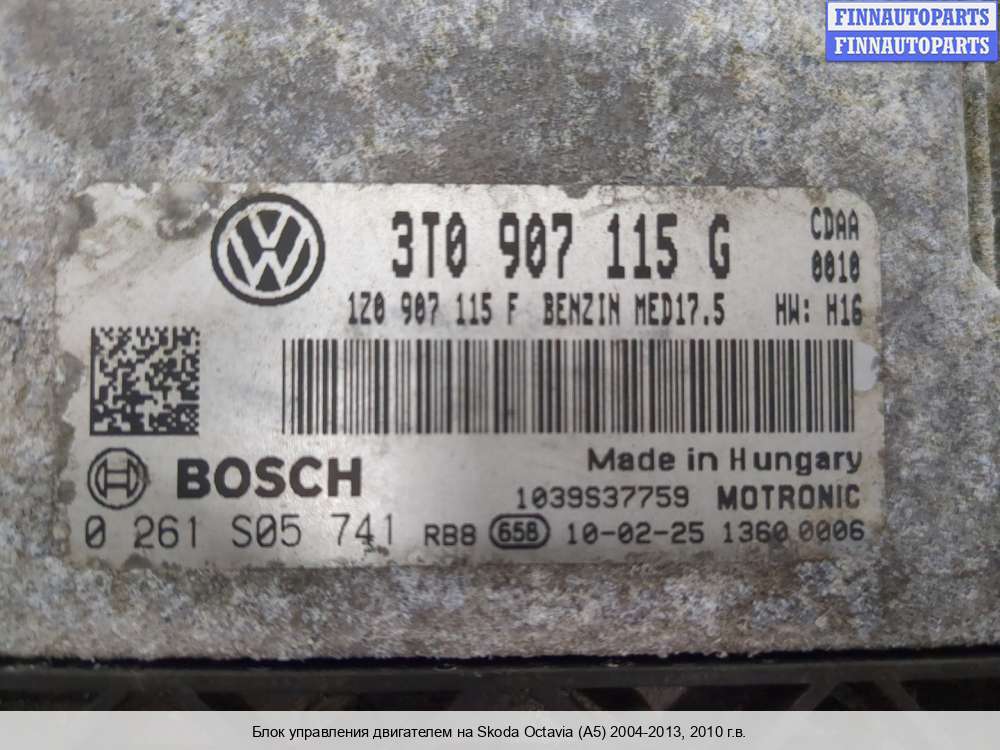 FINNAUTOPARTS
FINNAUTOPARTS
3T0 907 115 G CDAA
0010
1Z0 907 115 F BENZIN MED17.5 HW: H16
BOSCH Made in Hungary
1039S37759 MOTRONIC
0 261 S05 741 RB8 658 10-02-25 1360 0006
Блок управления двигателем на Skoda Octavia (A5) 2004-2013, 2010 г.в.